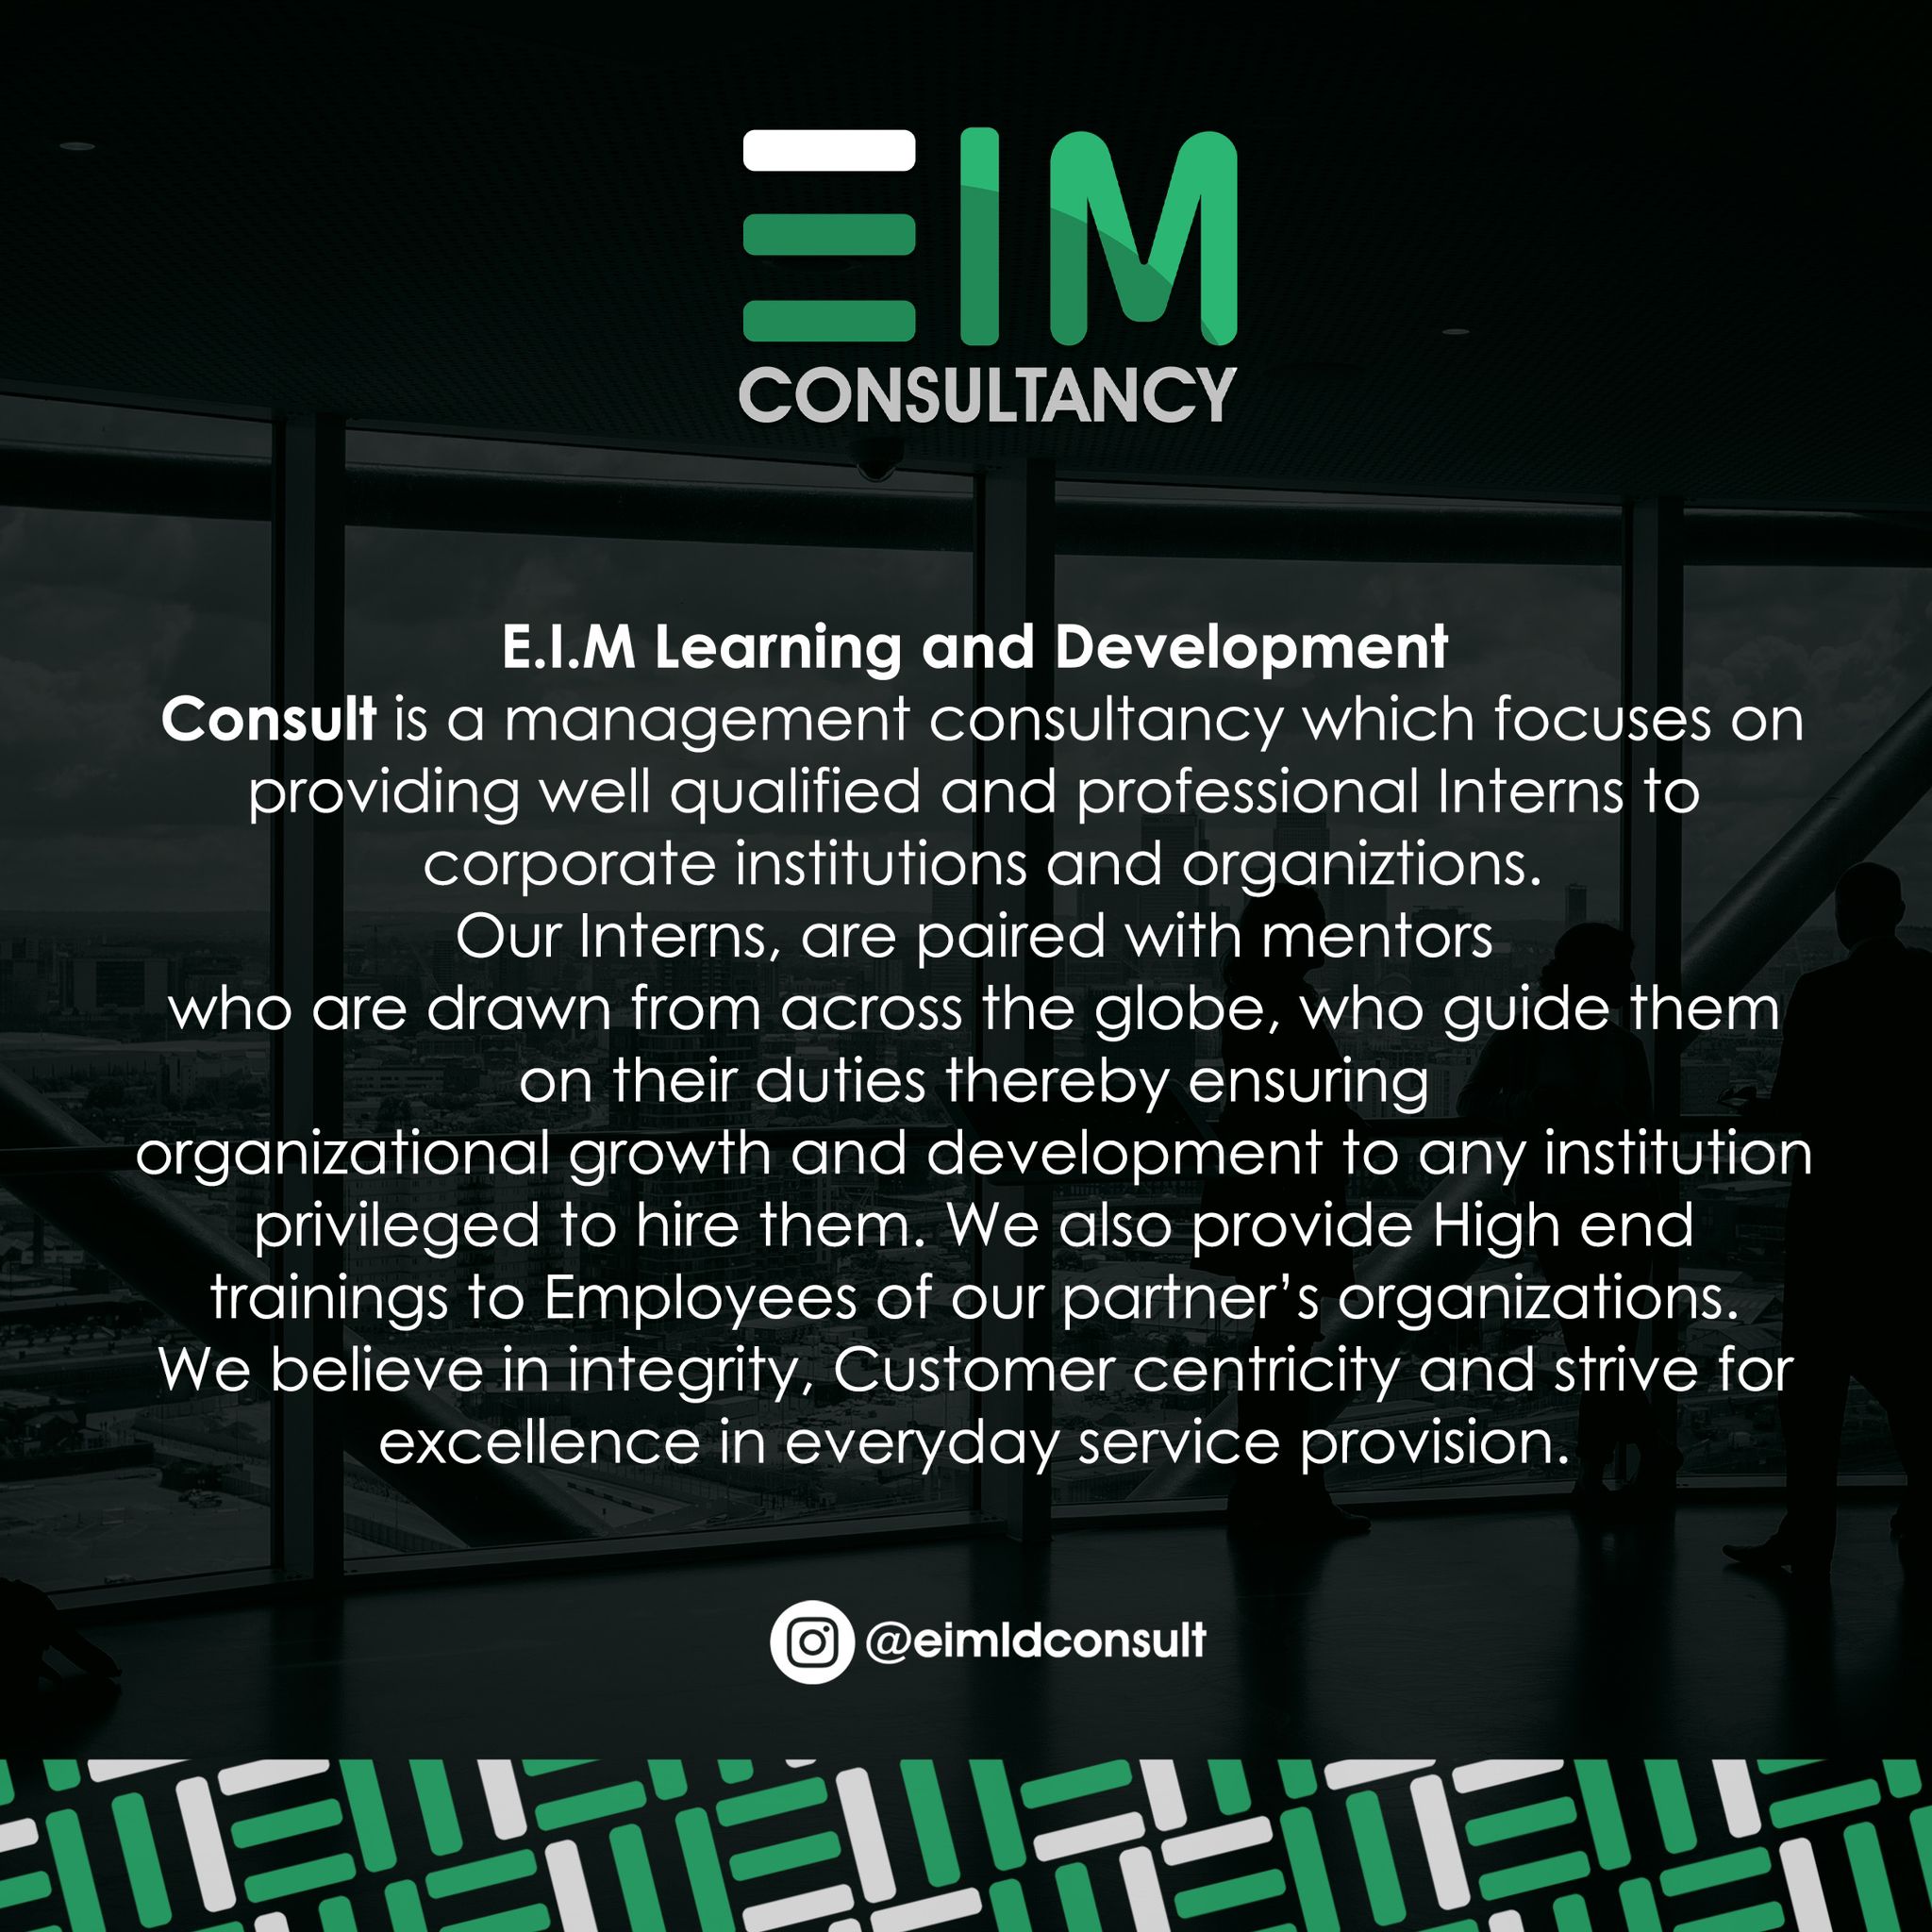 EIM
CONSULTANCY
E.I.M Learning and Development
Consult is a management consultancy which focuses on
providing well qualified and professional Interns to
corporate institutions and organiztions.
Our Interns, are paired with mentors
who are drawn from across the globe, who guide them
on their duties thereby ensuring
organizational growth and development to any institution
privileged to hire them. We also provide High end
trainings to Employees of our partner’s organizations.
We believe in integrity, Customer centricity and strive for
excellence in everyday service provision.
@eimldconsult